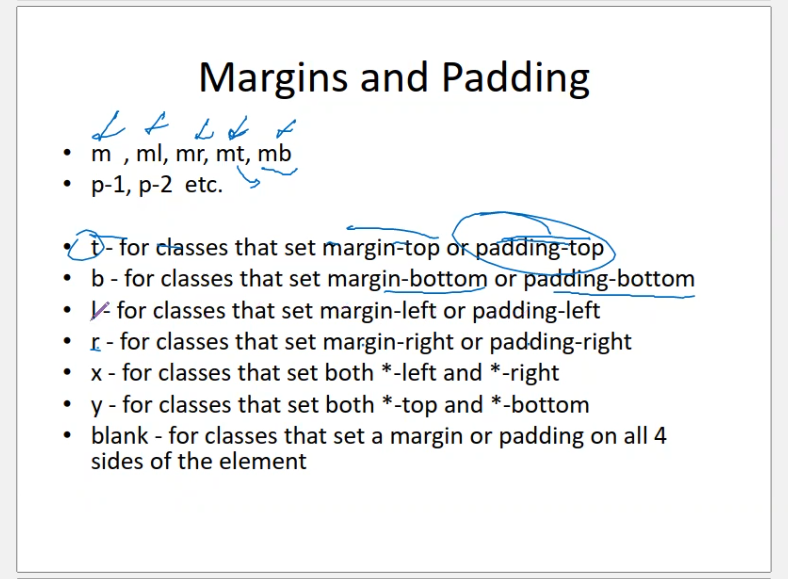 Margins and Padding
• m , ml, mr, mt, mb
• p-1, p-2 etc.
• t - for classes that set margin-top or padding-top
• b - for classes that set margin-bottom or padding-bottom
• l - for classes that set margin-left or padding-left
• r - for classes that set margin-right or padding-right
• x - for classes that set both *-left and *-right
• y - for classes that set both *-top and *-bottom
• blank - for classes that set a margin or padding on all 4
sides of the element